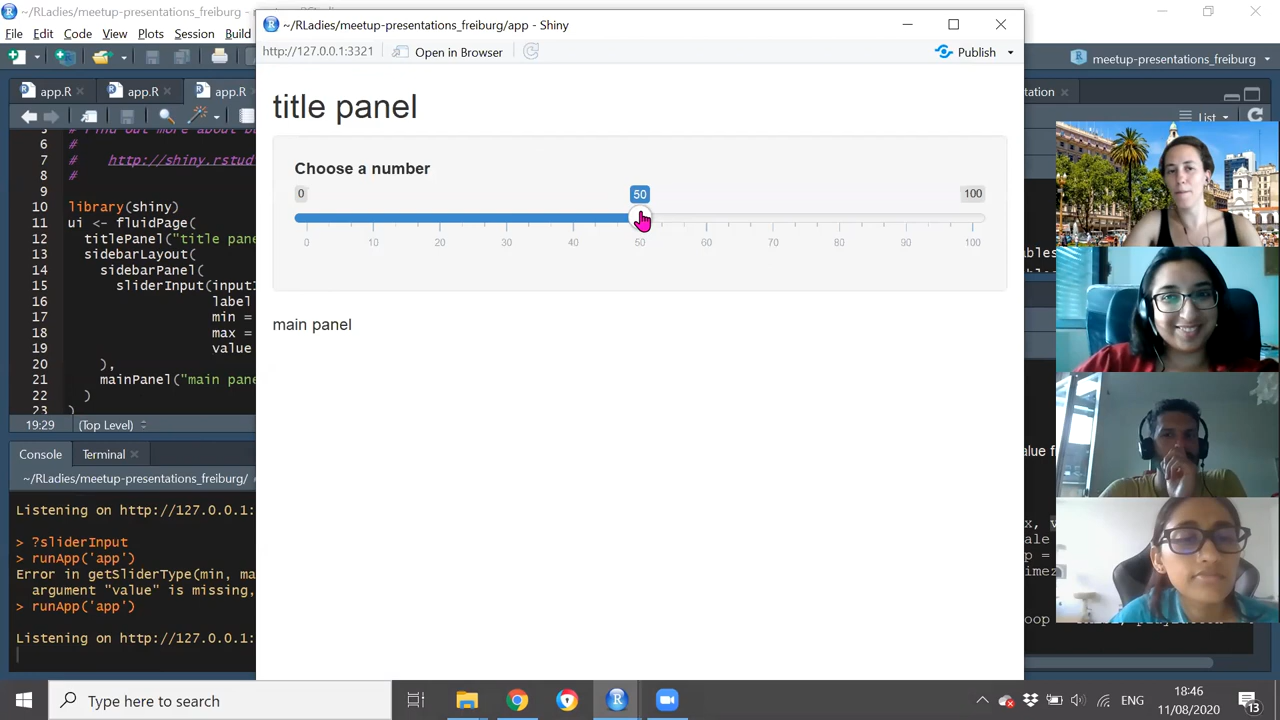 ~/RLadies/meetup-presentations_freiburg
File Edit Code View Plots Session Build
meetup-presentations_freiburg
app.R app.R app.R
List
6 #
7 # http://shiny.rstud
8 #
9
10 library(shiny)
11 ui <- fluidPage(
12 titlePanel("title pane
13 sidebarLayout(
14 sidebarPanel(
15 sliderInput(inputI
16 label
17 min =
18 max =
19 value
20 ),
21 mainPanel("main pane
22 )
23 )
19:29 (Top Level)
Console Terminal
~/RLadies/meetup-presentations_freiburg/
Listening on http://127.0.0.1:
> ?sliderInput
> runApp('app')
Error in getSliderType(min, ma
argument "value" is missing,
> runApp('app')
Listening on http://127.0.0.1:
~/RLadies/meetup-presentations_freiburg/app - Shiny
http://127.0.0.1:3321 Open in Browser Publish
title panel
Choose a number
0 50 100
0 10 20 30 40 50 60 70 80 90 100
main panel
Type here to search
ENG
18:46
11/08/2020
13